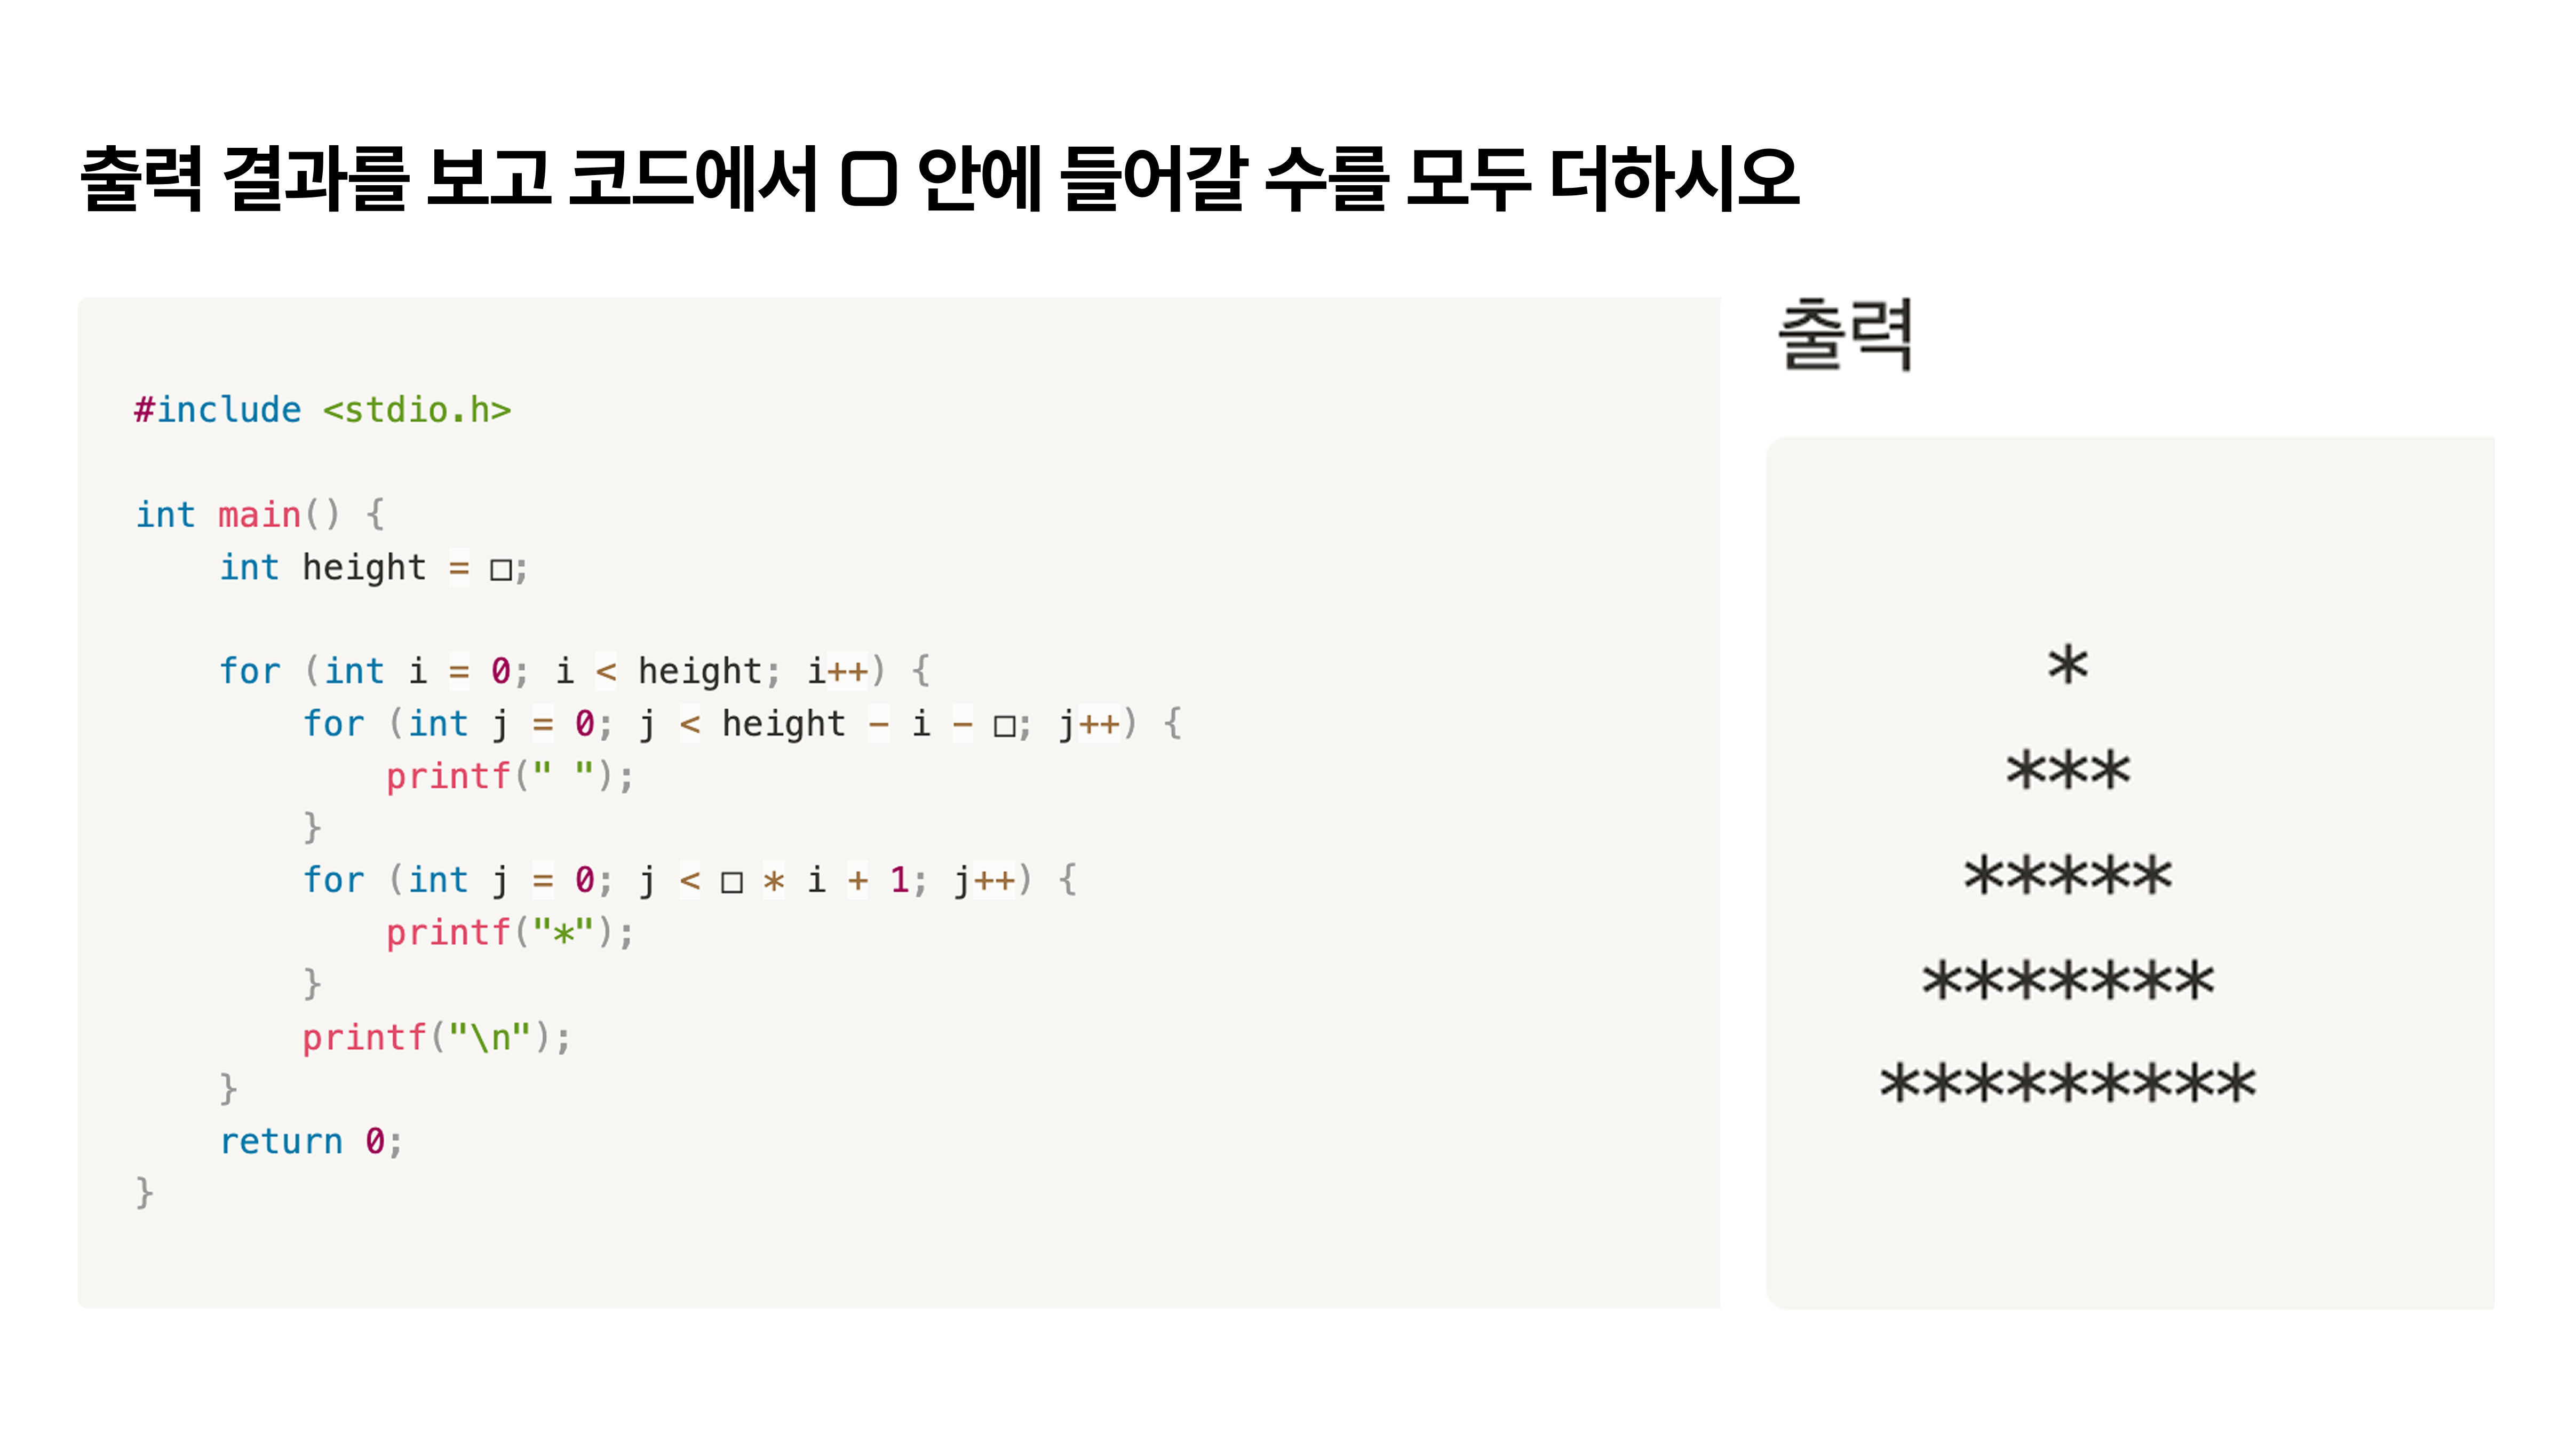 출력 결과를 보고 코드에서 □ 안에 들어갈 수를 모두 더하시오
#include <stdio.h>
int main() {
    int height = □;
    for (int i = 0; i < height; i++) {
        for (int j = 0; j < height - i - □; j++) {
            printf(" ");
        }
        for (int j = 0; j < □ * i + 1; j++) {
            printf("*");
        }
        printf("\n");
    }
    return 0;
}
출력
    *
   ***
  *****
 *******
*********